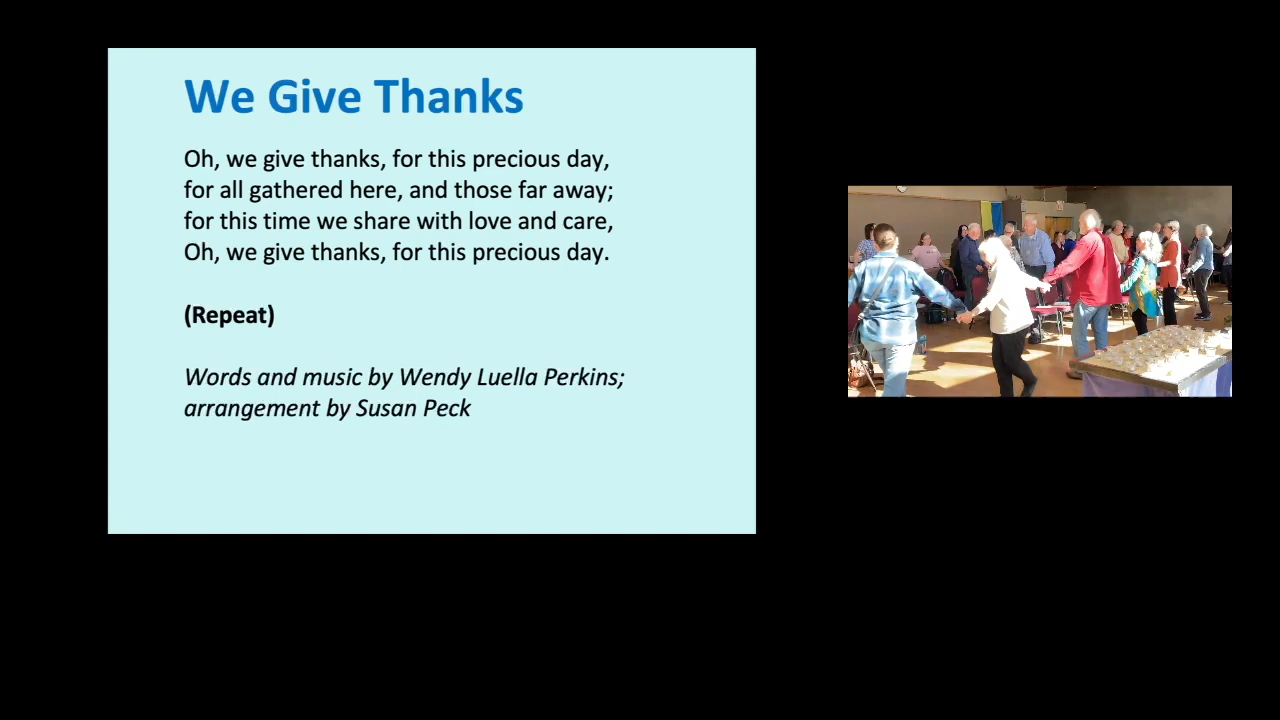 We Give Thanks
Oh, we give thanks, for this precious day,
for all gathered here, and those far away;
for this time we share with love and care,
Oh, we give thanks, for this precious day.
(Repeat)
Words and music by Wendy Luella Perkins;
arrangement by Susan Peck